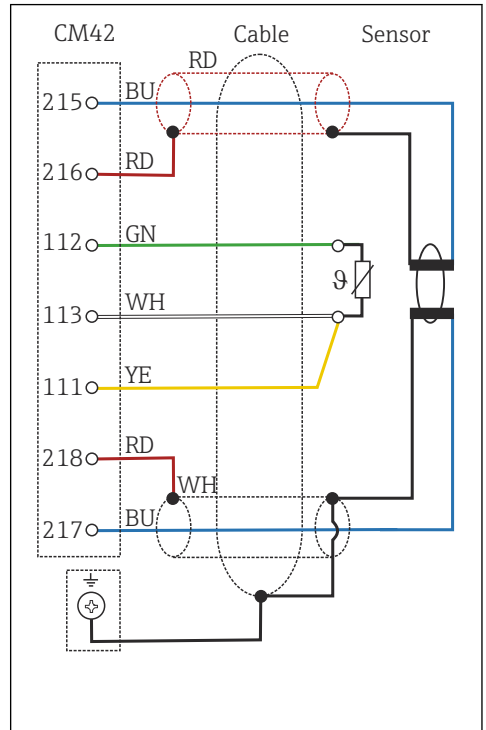 CM42 Cable Sensor
RD
215 BU
216 RD
112 GN
ϑ
113 WH
111 YE
218 RD
WH
217 BU